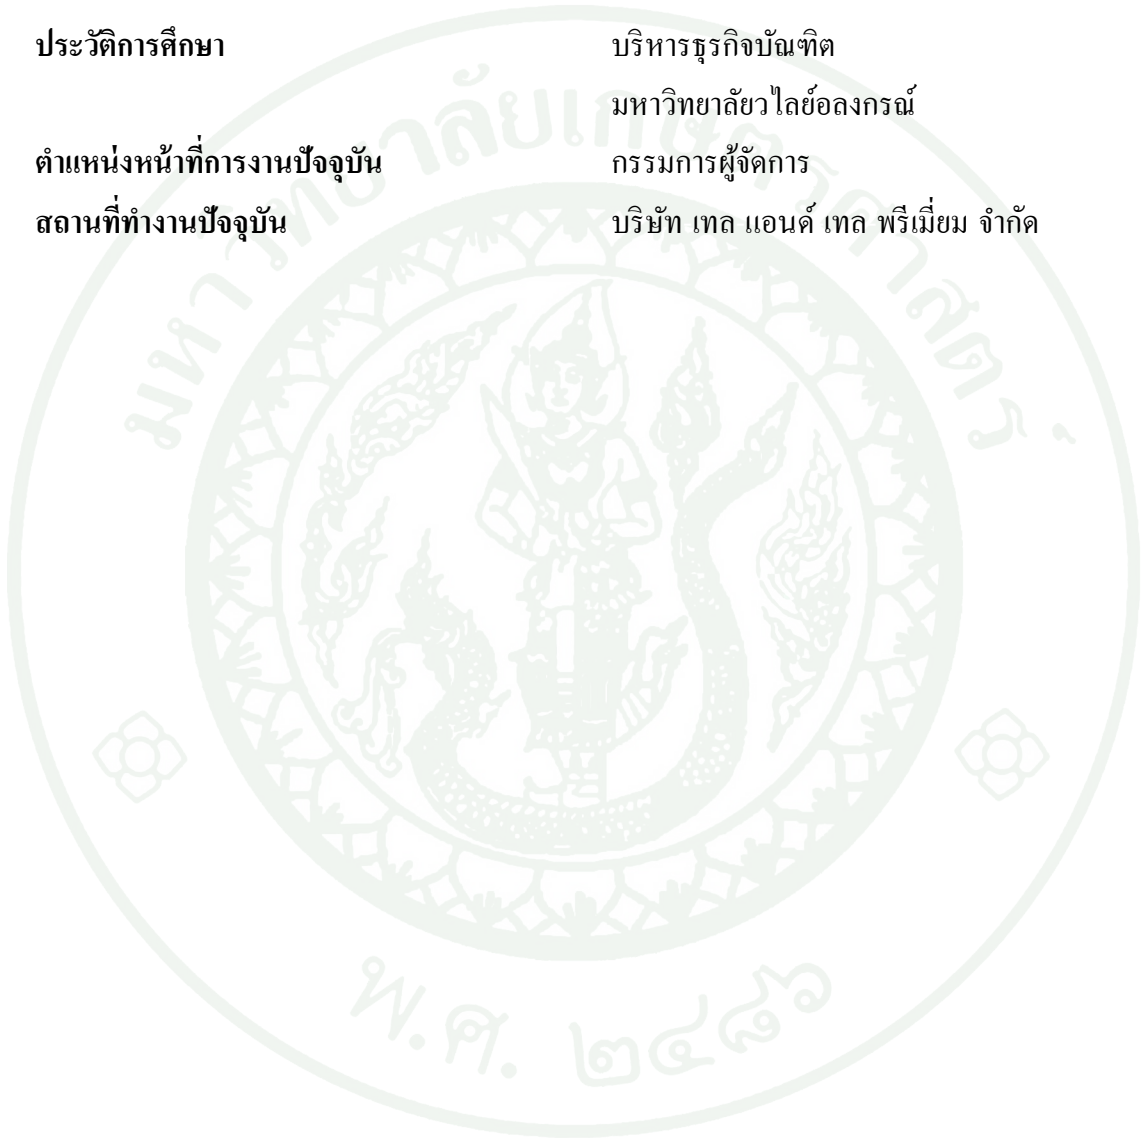 ประวัติการศึกษา บริหารธุรกิจบัณฑิต
มหาวิทยาลัยวไลย์อลงกรณ์
ตำแหน่งหน้าที่การงานปัจจุบัน กรรมการผู้จัดการ
สถานที่ทำงานปัจจุบัน บริษัท เทล แอนด์ เทล พรีเมี่ยม จำกัด
มหาวิทยาลัยเกษตรศาสตร์
พ.ศ. ๒๔๘๖